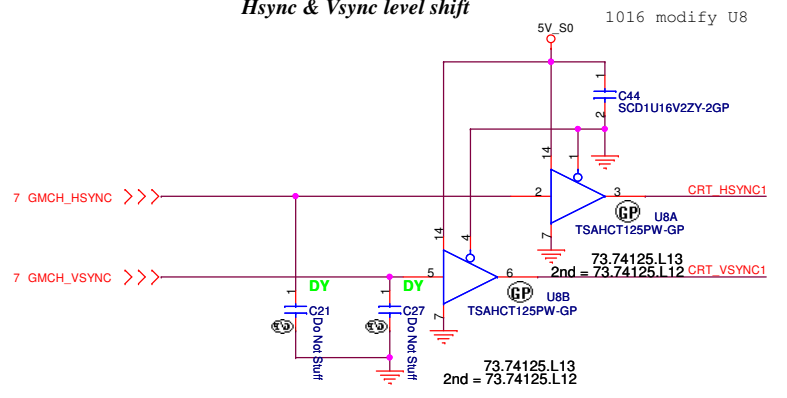 Hsync & Vsync level shift
1016 modify U8
5V_S0
1
C44
SCD1U16V2ZY-2GP
2
14
1
7 GMCH_HSYNC
2
3
CRT_HSYNC1
GP
U8A
TSAHCT125PW-GP
7
14
4
73.74125.L13
2nd = 73.74125.L12
7 GMCH_VSYNC
5
6
CRT_VSYNC1
DY
DY
GP
U8B
TSAHCT125PW-GP
1
C21
Do Not Stuff
1
C27
Do Not Stuff
7
73.74125.L13
2nd = 73.74125.L12